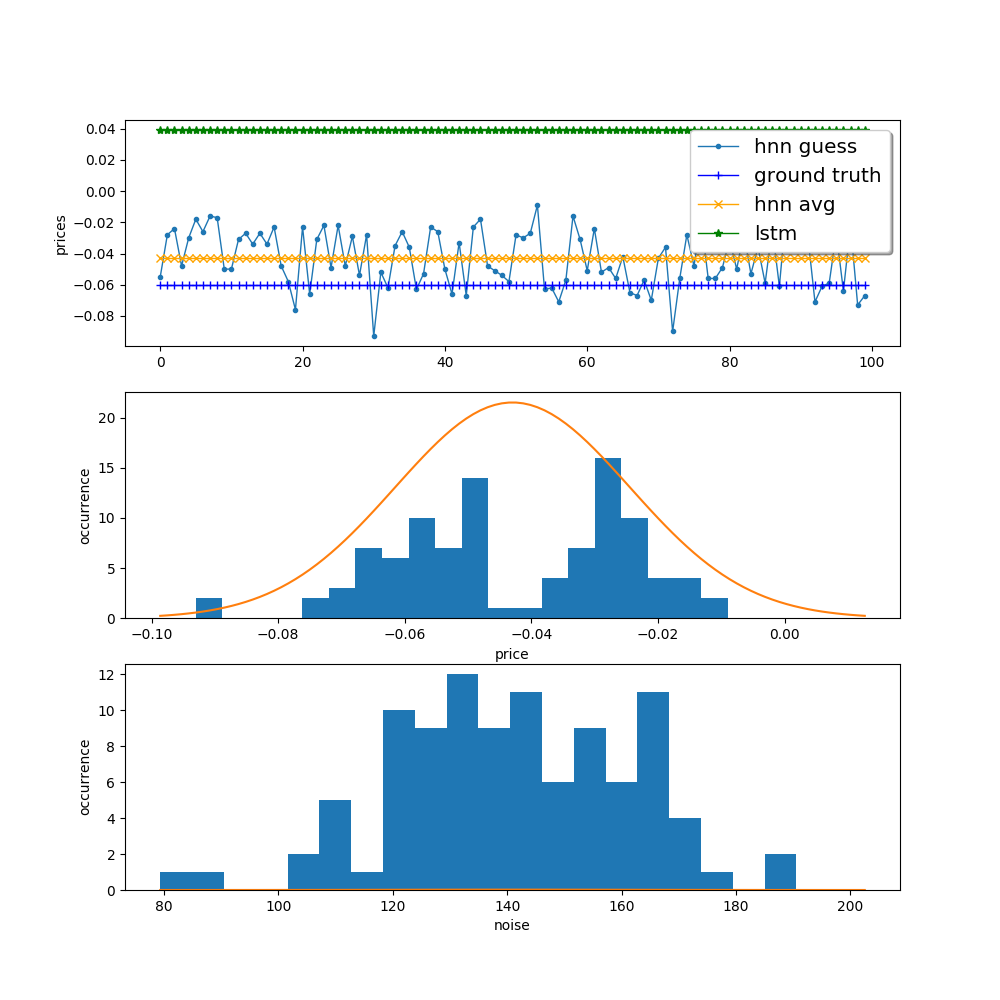 0.04
0.02
0.00
−0.02
−0.04
−0.06
−0.08
prices
hnn guess
ground truth
hnn avg
lstm
0 20 40 60 80 100
20
15
10
5
0
occurrence
−0.10 −0.08 −0.06 −0.04 −0.02 0.00
price
12
10
8
6
4
2
0
occurrence
80 100 120 140 160 180 200
noise